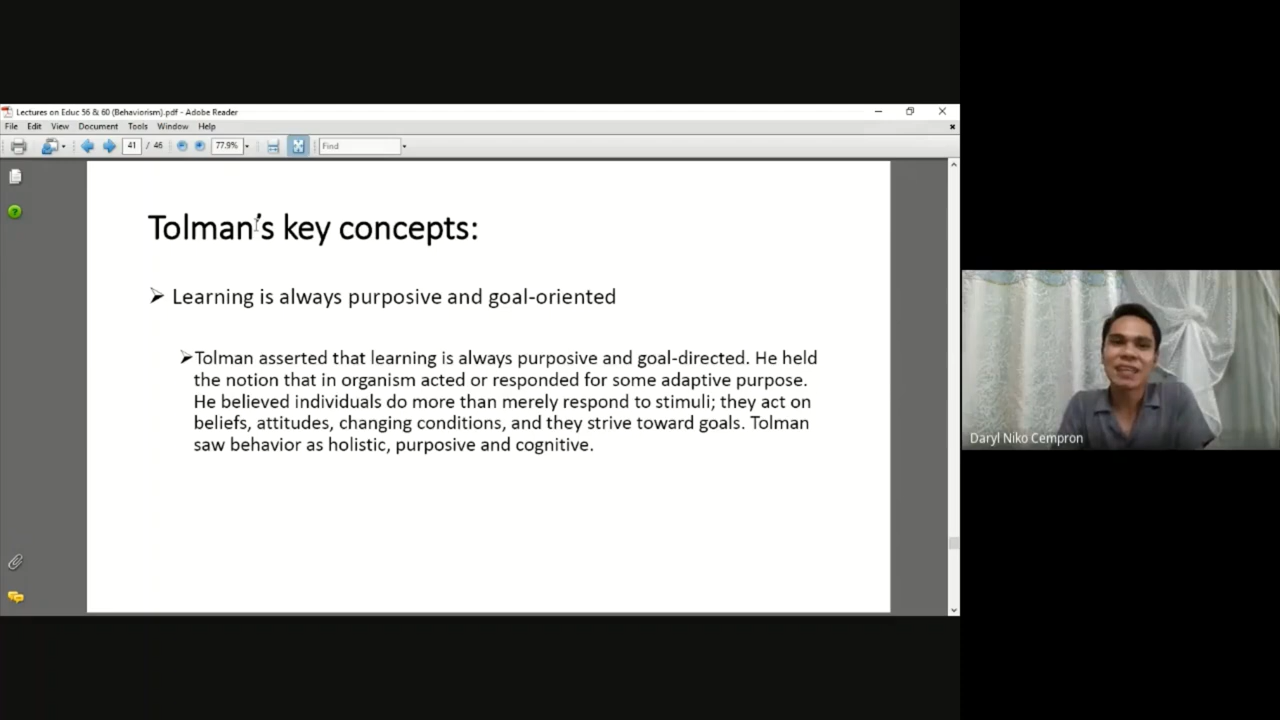 Lectures on Educ 56 & 60 (Behaviorism).pdf - Adobe Reader
File Edit View Document Tools Window Help
41 / 46 77.9% Find
Tolman's key concepts:
Learning is always purposive and goal-oriented
Tolman asserted that learning is always purposive and goal-directed. He held
the notion that in organism acted or responded for some adaptive purpose.
He believed individuals do more than merely respond to stimuli; they act on
beliefs, attitudes, changing conditions, and they strive toward goals. Tolman
saw behavior as holistic, purposive and cognitive.
Daryl Niko Cempron